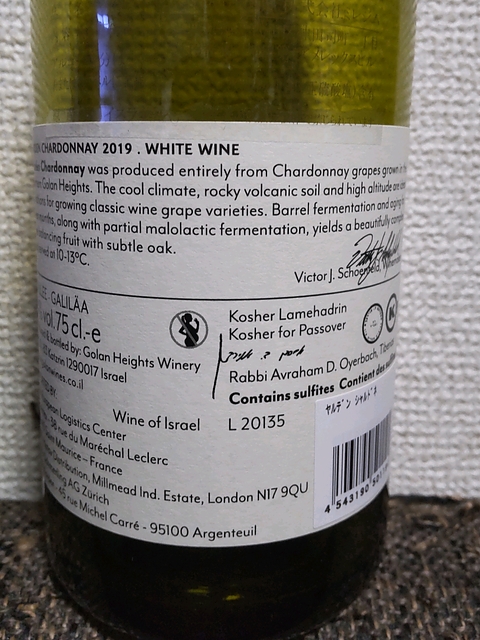 CHARDONNAY 2019 . WHITE WINE
Chardonnay was produced entirely from Chardonnay grapes grown in
Golan Heights. The cool climate, rocky volcanic soil and high altitude are
for growing classic wine grape varieties. Barrel fermentation and aging
months, along with partial malolactic fermentation, yields a beautifully
fruit with subtle oak.
at 10-13°C.
Victor J. Schoenfeld,
- GALILÄA
vol. 75 cl.-e
& bottled by: Golan Heights Winery
Katzrin 1290017 Israel
Kosher Lamehadrin
Kosher for Passover
Rabbi Avraham D. Oyerbach,
Contains sulfites Contient des
K
BY:
Wine of Israel
L 20135
Logistics Center
rue du Maréchal Leclerc
Maurice - France
Distribution, Millmead Ind. Estate, London N17 9QU
AG Zürich
rue Michel Carré - 95100 Argenteuil
ヤルデン シャルドネ
4 543190